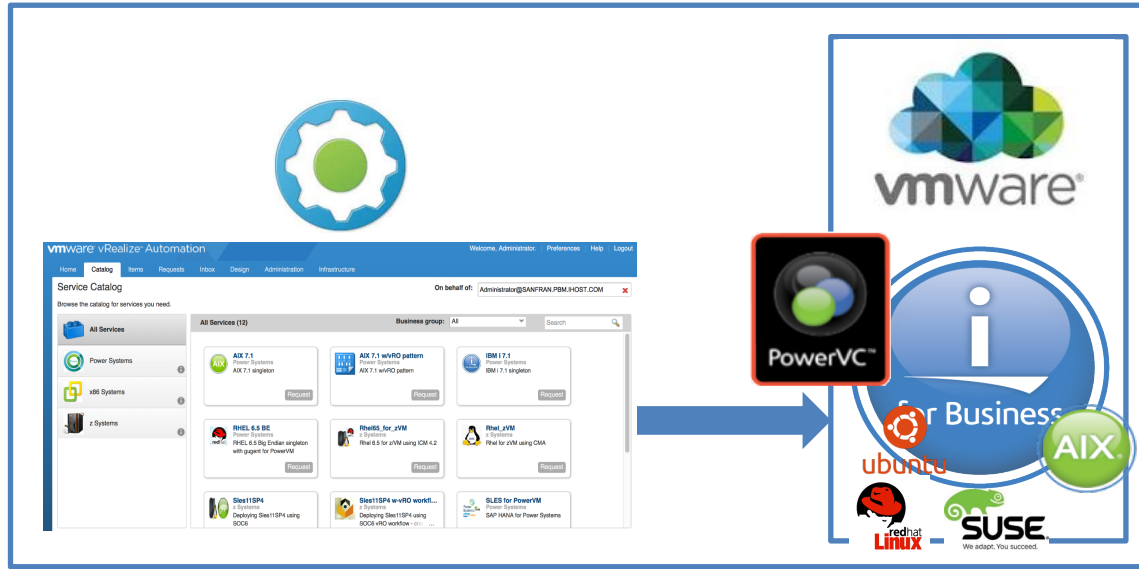 vmware® vRealize™ Automation
Welcome, Administrator. Preferences Help Logout
Home Catalog Items Requests Inbox Design Administration Infrastructure
Service Catalog
On behalf of: Administrator@SANFRAN.PBM.IHOST.COM
Browse the catalog for services you need.
All Services
Power Systems
x86 Systems
z Systems
All Services (12)
Business group: All
Search
AIX
AIX 7.1
Power Systems
AIX 7.1 singleton
Request
AIX 7.1 w/vRO pattern
Power Systems
AIX 7.1 w/vRO pattern
Request
IBM i 7.1
Power Systems
IBM i 7.1 singleton
Request
RHEL 6.5 BE
Power Systems
RHEL 6.5 Big Endian singleton
with gugent for PowerVM
Request
Rhel65_for_zVM
z Systems
Rhel 6.5 for zVM using ICM 4.2
Request
Rhel_zVM
z Systems
Rhel for zVM using CMA
Request
Sles11SP4
z Systems
Deploying Sles11SP4 using
SOC6
Sles11SP4 w-vRO workfl...
z Systems
Deploying Sles11SP4 using
SOC6 vRO workflow -
SLES for PowerVM
Power Systems
SAP HANA for Power Systems
vmware®
PowerVC™
i
for Business
AIX
ubuntu
redhat
Linux
SUSE
We adapt. You succeed.